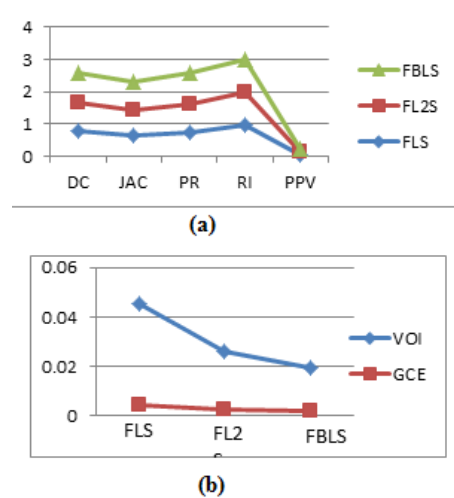 4
3
2
1
0
DC JAC PR RI PPV
FBLS
FL2S
FLS
(a)
0.06
0.04
0.02
0
FLS FL2 FBLS
VOI
GCE
(b)